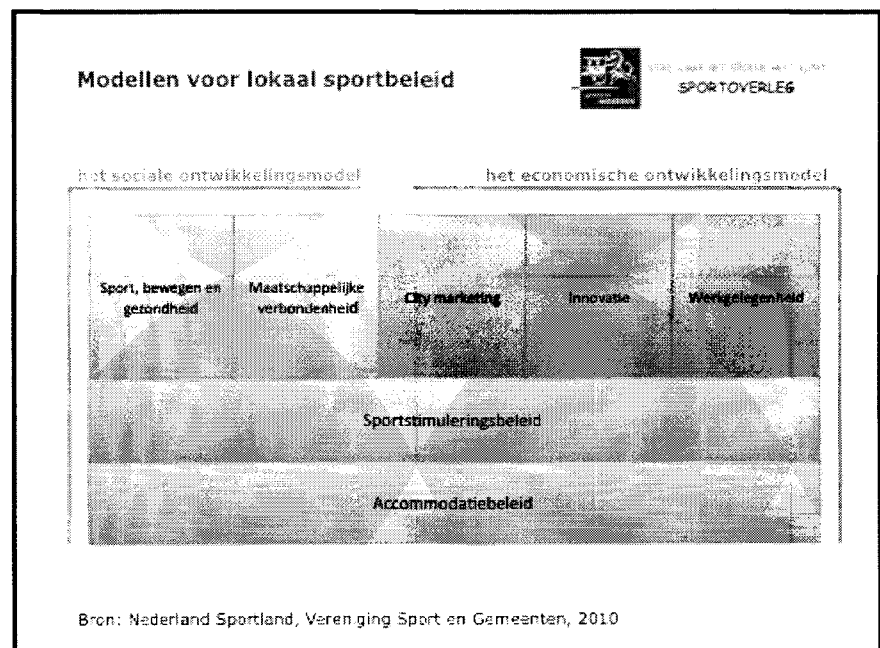 Modellen voor lokaal sportbeleid
SPORTOVERLEG
het sociale ontwikkelingsmodel
het economische ontwikkelingsmodel
Sport, bewegen en
gezondheid
Maatschappelijke
verbondenheid
City marketing
Innovatie
Werkgelegenheid
Sportstimuleringsbeleid
Accommodatiebeleid
Bron: Nederland Sportland, Vereniging Sport en Gemeenten, 2010